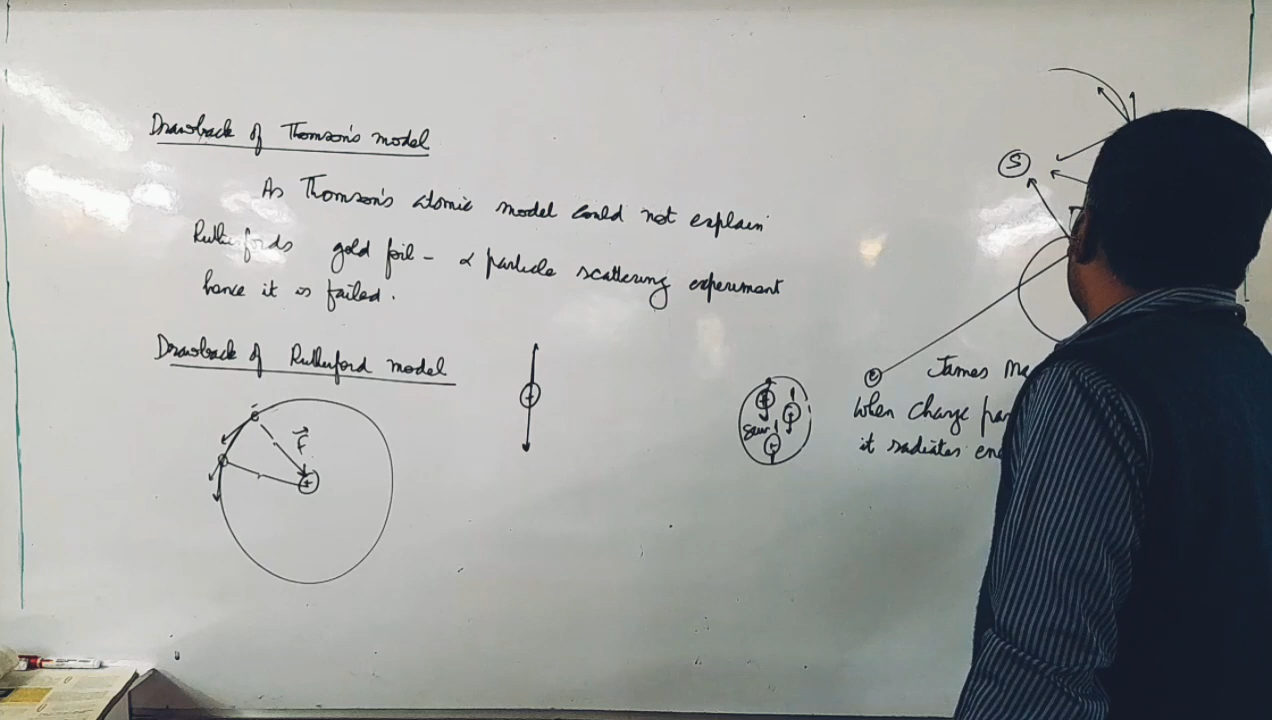 Drawback of Thomson's model
As Thomson's atomic model could not explain
Rutherfords gold foil - α particle scattering experiment
hence it is failed.
Drawback of Rutherford model
e
F
+
+
S
e
James
When charge
it radiates